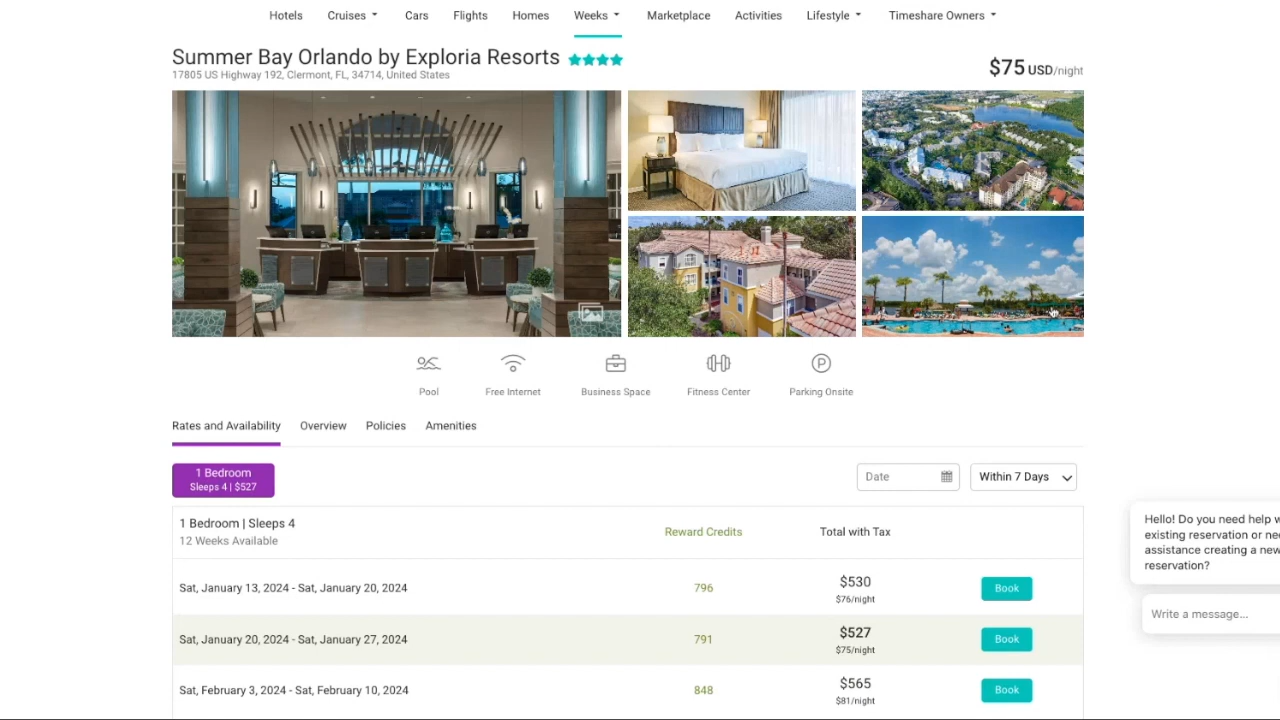 Hotels Cruises Cars Flights Homes Weeks Marketplace Activities Lifestyle Timeshare Owners
Summer Bay Orlando by Exploria Resorts
17805 US Highway 192, Clermont, FL, 34714, United States
$75 USD/night
Pool Free Internet Business Space Fitness Center Parking Onsite
Rates and Availability Overview Policies Amenities
1 Bedroom
Sleeps 4 | $527
Date
Within 7 Days
1 Bedroom | Sleeps 4
12 Weeks Available
Reward Credits
Total with Tax
Sat, January 13, 2024 - Sat, January 20, 2024
796
$530
$76/night
Book
Sat, January 20, 2024 - Sat, January 27, 2024
791
$527
$75/night
Book
Sat, February 3, 2024 - Sat, February 10, 2024
848
$565
$81/night
Book
Hello! Do you need help w
existing reservation or nee
assistance creating a new
reservation?
Write a message...